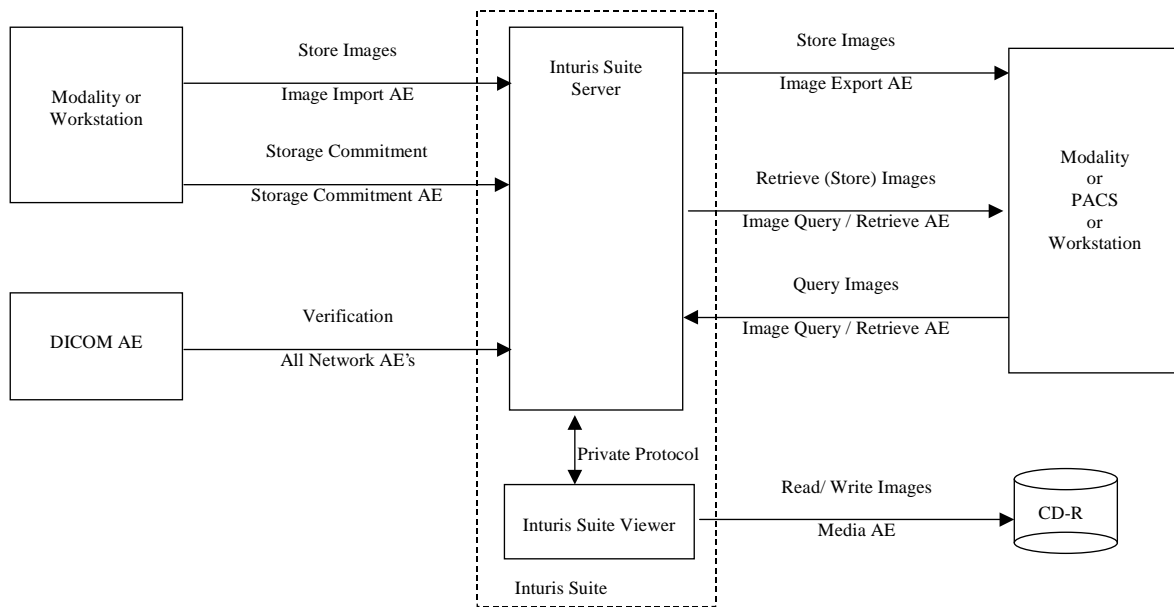 Modality or
Workstation
Store Images
Image Import AE
Storage Commitment
Storage Commitment AE
DICOM AE
Verification
All Network AE's
Inturis Suite
Server
Private Protocol
Inturis Suite Viewer
Inturis Suite
Store Images
Image Export AE
Retrieve (Store) Images
Image Query / Retrieve AE
Query Images
Image Query / Retrieve AE
Modality
or
PACS
or
Workstation
Read/ Write Images
Media AE
CD-R